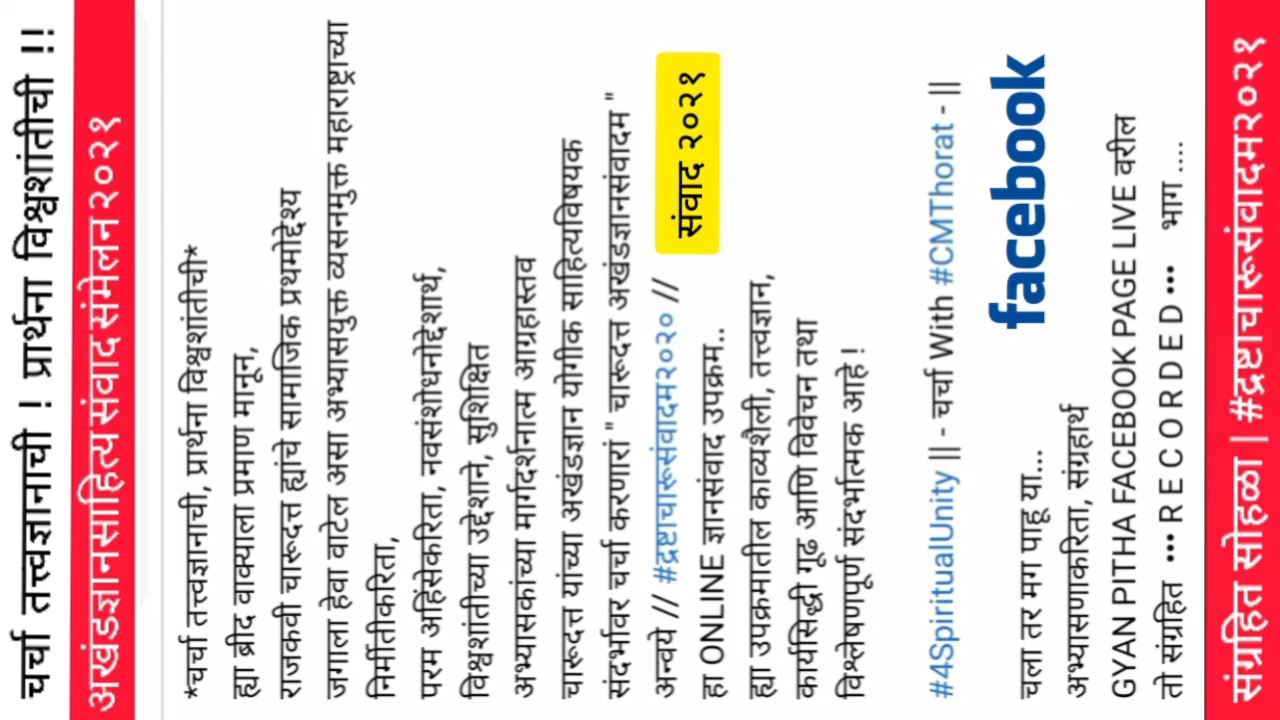 चर्चा तत्त्वज्ञानाची ! प्रार्थना विश्वशांतीची !!
अखंडज्ञानसाहित्य संवाद संमेलन २०२१
*चर्चा तत्त्वज्ञानाची, प्रार्थना विश्वशांतीची*
ह्या ब्रीद वाक्याला प्रमाण मानून,
राजकवी चारूदत्त ह्यांचे सामाजिक प्रथमोद्देश्य
जगाला हेवा वाटेल असा अभ्यासयुक्त व्यसनमुक्त महाराष्ट्राच्या
निर्मीतीकरिता,
परम अहिंसेकरिता, नवसंशोधनोद्देशार्थ,
विश्वशांतीच्या उद्देशाने, सुशिक्षित
अभ्यासकांच्या मार्गदर्शनात्म आग्रहास्तव
चारूदत्त यांच्या अखंडज्ञान योगीक साहित्यविषयक
संदर्भावर चर्चा करणारां " चारूदत्त अखंडज्ञानसंवादम "
अन्वये // #द्रष्टाचारूसंवादम२०२० // संवाद २०२१
हा ONLINE ज्ञानसंवाद उपक्रम..
ह्या उपक्रमातील काव्यशैली, तत्त्वज्ञान,
कार्यसिद्धी गूढ आणि विवेचन तथा
विश्लेषणपूर्ण संदर्भात्मक आहे !
#4SpiritualUnity || - चर्चा With #CMThorat - ||
facebook
चला तर मग पाहू या...
अभ्यासणाकरिता, संग्रहार्थ
GYAN PITHA FACEBOOK PAGE LIVE वरील
तो संग्रहित ••• R E C O R D E D ••• भाग ....
संग्रहित सोहळा | #द्रष्टाचारूसंवादम२०२१